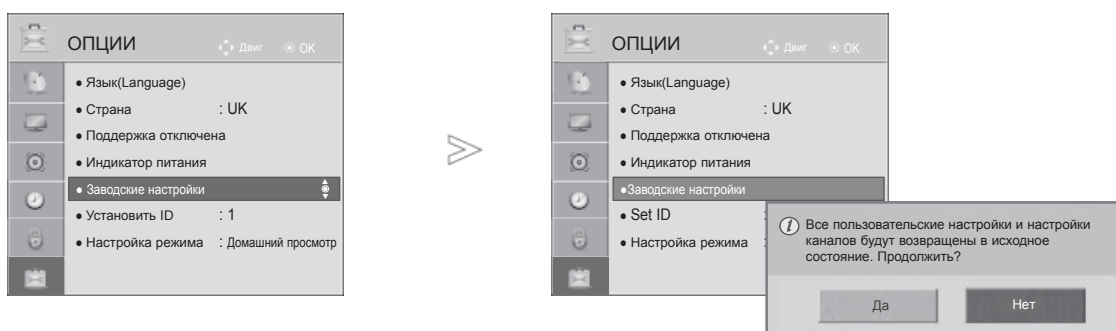 ОПЦИИ
Двиг
ОК
Язык(Language)
Страна : UK
Поддержка отключена
Индикатор питания
Заводские настройки
Установить ID : 1
Настройка режима : Домашний просмотр
ОПЦИИ
Двиг
ОК
Язык(Language)
Страна : UK
Поддержка отключена
Индикатор питания
Заводские настройки
Set ID :
Настройка режима :
Все пользовательские настройки и настройки
каналов будут возвращены в исходное
состояние. Продолжить?
Да
Нет